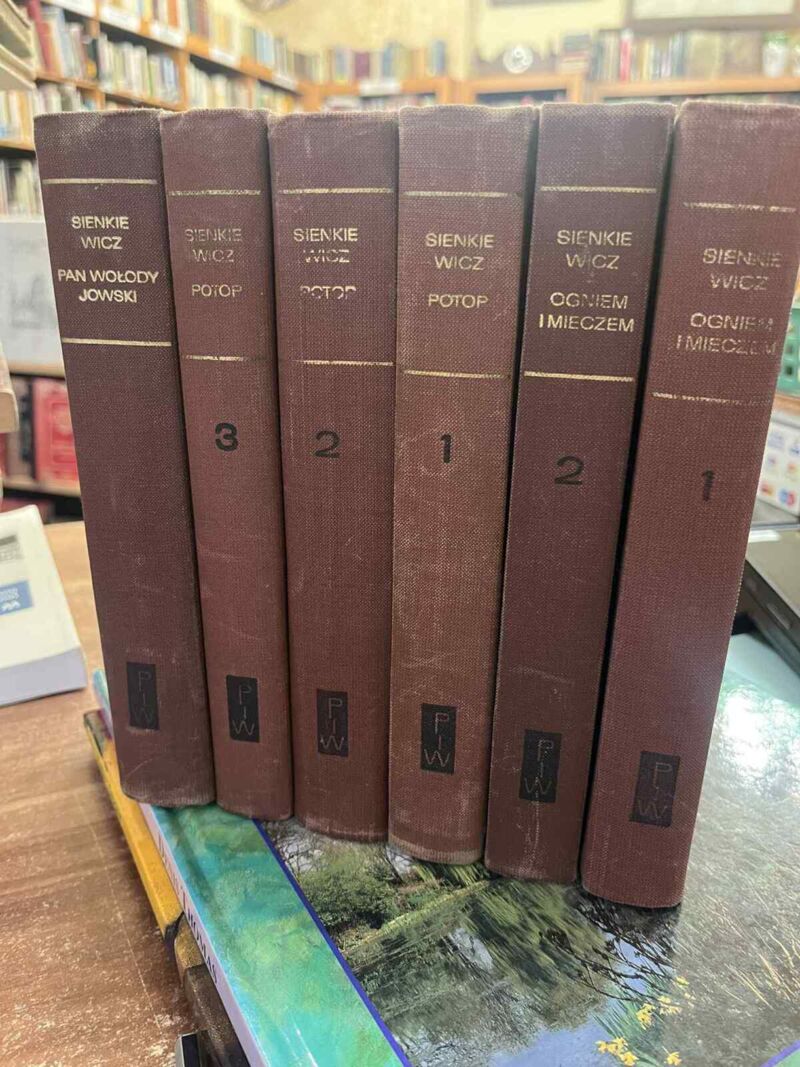 SIENKIE
WICZ
PAN WOŁODY
JOWSKI
PIW
SIENKIE
WICZ
POTOP
3
PIW
SIENKIE
WICZ
POTOP
2
PIW
SIENKIE
WICZ
POTOP
1
PIW
SIENKIE
WICZ
OGNIEM
I MIECZEM
2
PIW
SIENKIE
WICZ
OGNIEM
I MIECZEM
1
PIW